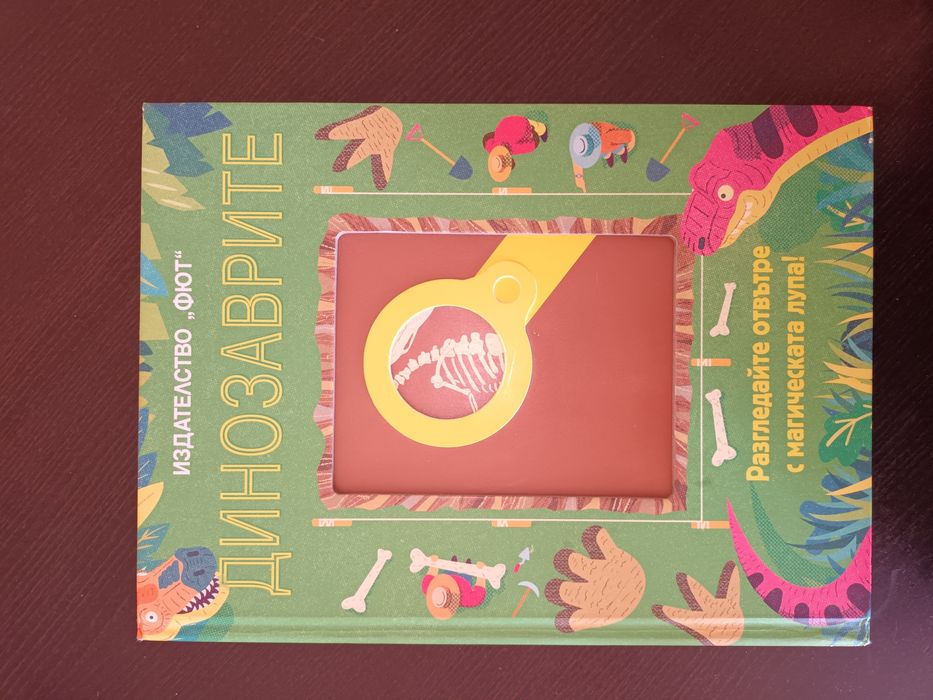 ИЗДАТЕЛСТВО „ФЮТ“
ДИНОЗАВРИТЕ
Разгледайте отвътре
с магическата лупа!